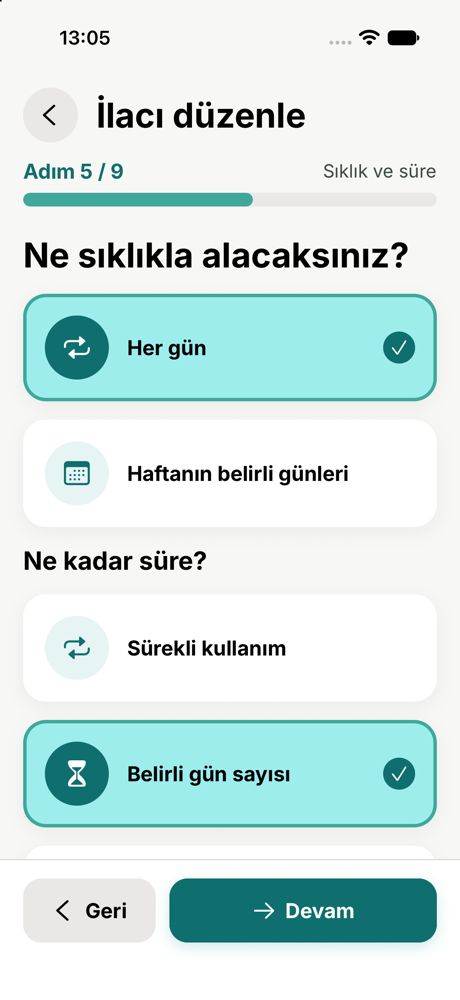 13:05
İlacı düzenle
Adım 5 / 9
Sıklık ve süre
Ne sıklıkla alacaksınız?
Her gün
Haftanın belirli günleri
Ne kadar süre?
Sürekli kullanım
Belirli gün sayısı
Geri
Devam